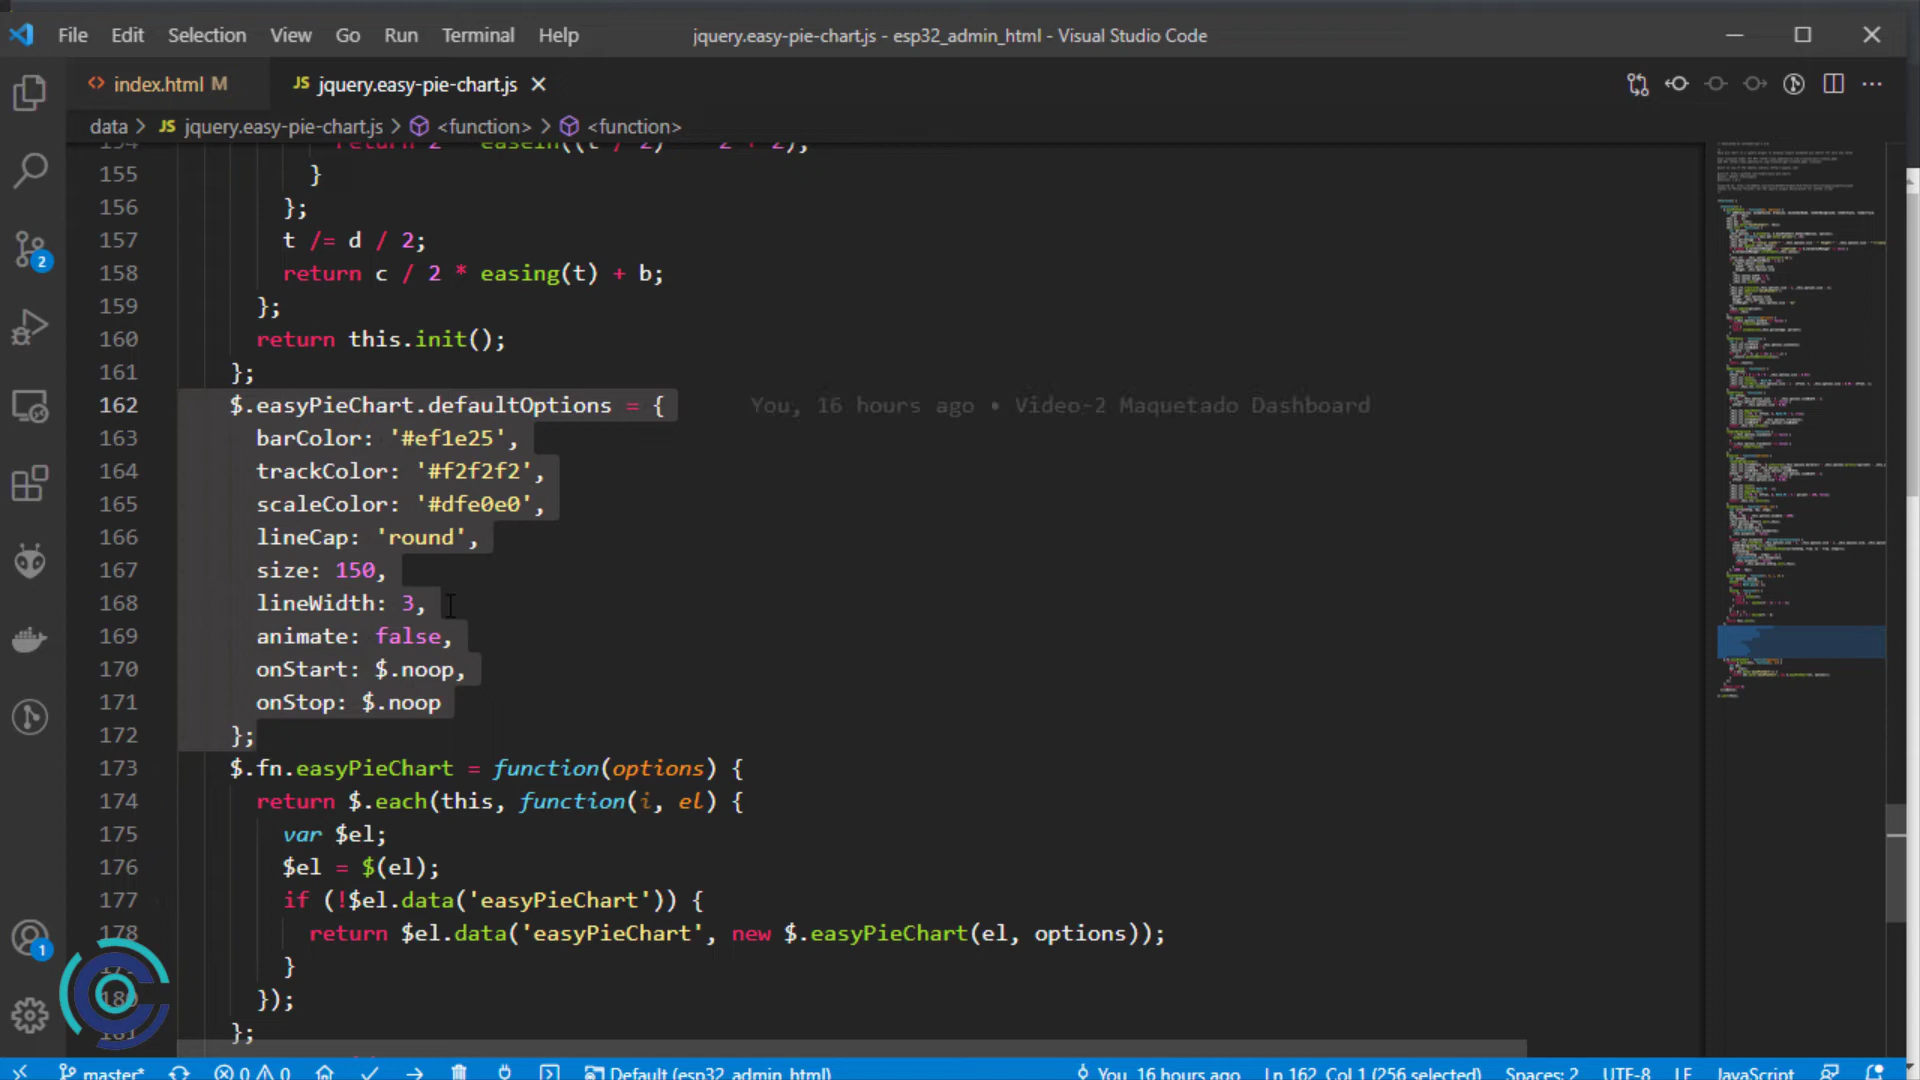 File Edit Selection View Go Run Terminal Help jquery.easy-pie-chart.js - esp32_admin_html - Visual Studio Code
index.html M JS jquery.easy-pie-chart.js
data > JS jquery.easy-pie-chart.js > <function> > <function>
155 }
156 };
157 t /= d / 2;
158 return c / 2 * easing(t) + b;
159 };
160 return this.init();
161 };
162 $.easyPieChart.defaultOptions = { You, 16 hours ago • Video-2 Maquetado Dashboard
163 barColor: '#ef1e25',
164 trackColor: '#f2f2f2',
165 scaleColor: '#dfe0e0',
166 lineCap: 'round',
167 size: 150,
168 lineWidth: 3,
169 animate: false,
170 onStart: $.noop,
171 onStop: $.noop
172 };
173 $.fn.easyPieChart = function(options) {
174 return $.each(this, function(i, el) {
175 var $el;
176 $el = $(el);
177 if (!$el.data('easyPieChart')) {
178 return $el.data('easyPieChart', new $.easyPieChart(el, options));
}
180 });
};
2
1
master* 0 0 Default (esp32_admin_html) You, 16 hours ago Ln 162, Col 1 (256 selected) Spaces: 2 UTF-8 LF JavaScript